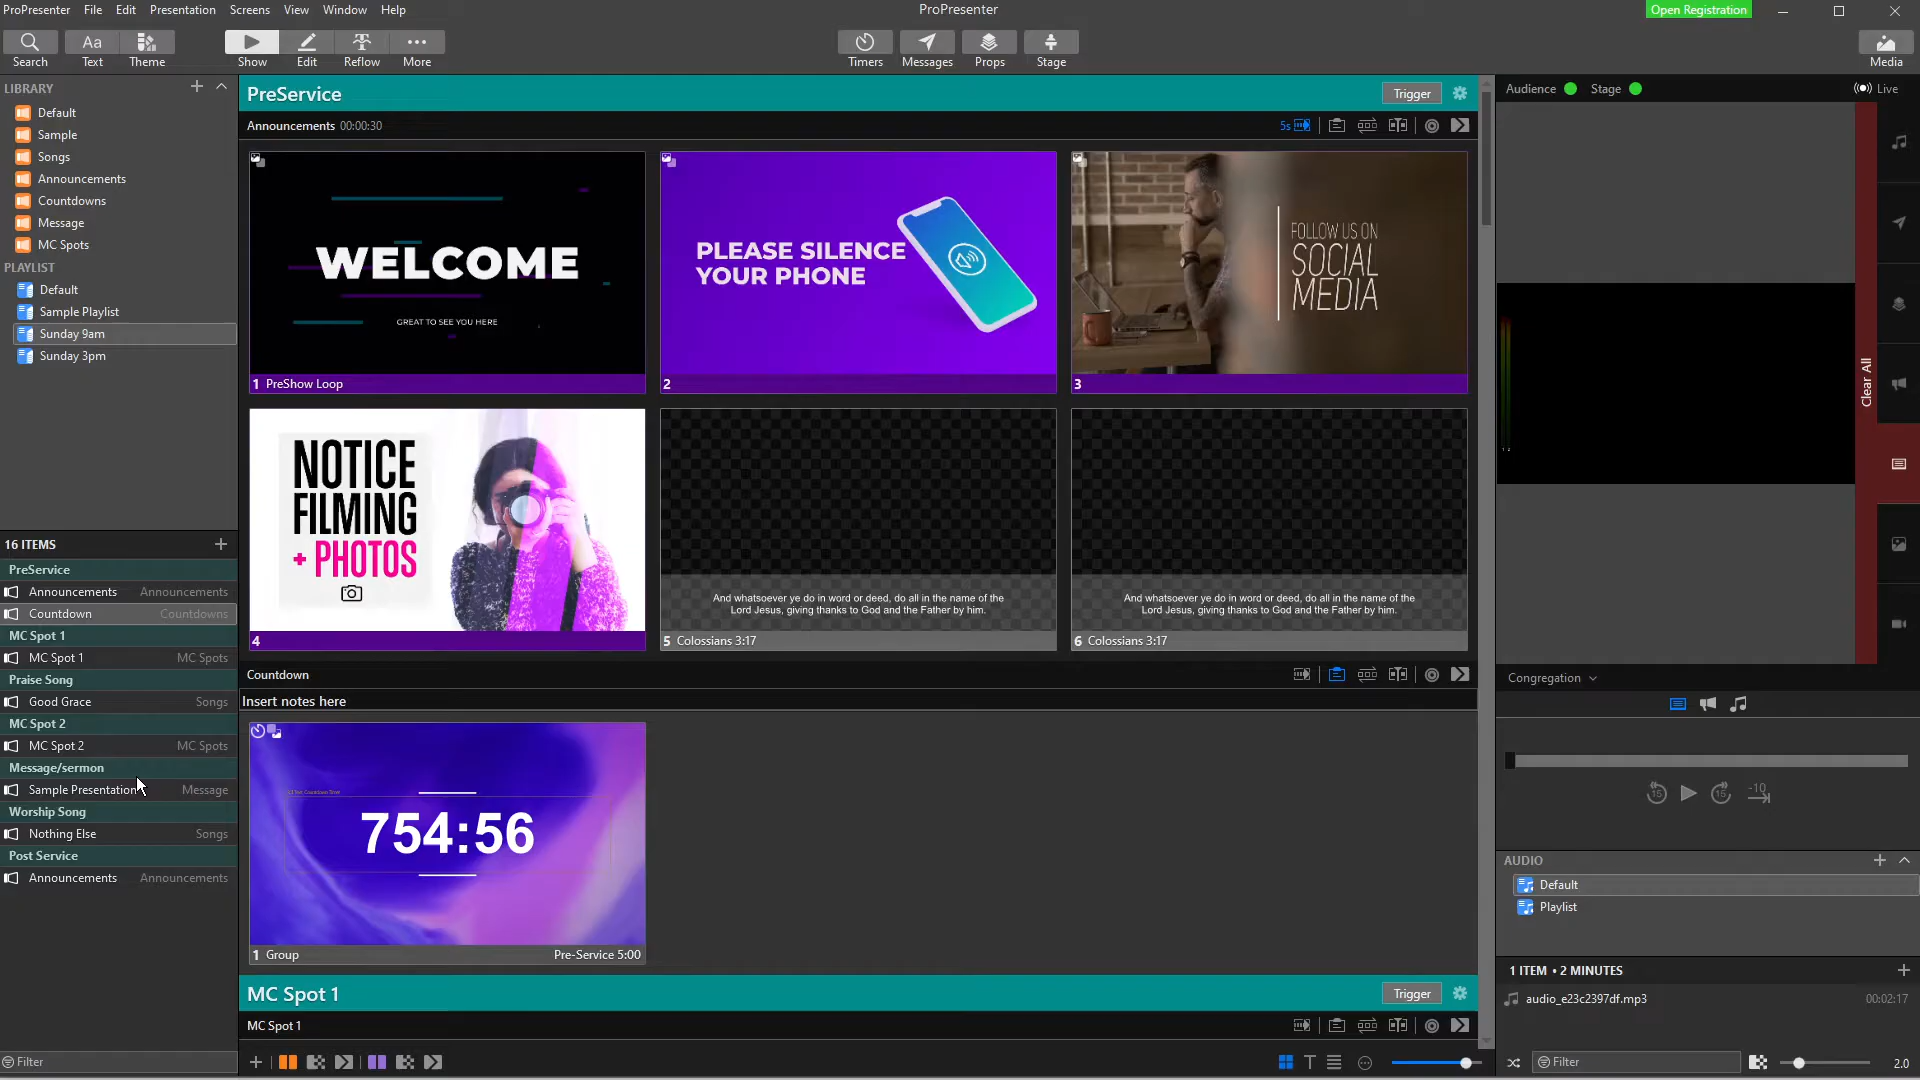 ProPresenter File Edit Presentation Screens View Window Help
ProPresenter
Open Registration
Search
Aa
Text
Theme
Show
Edit
Reflow
More
Timers
Messages
Props
Stage
Media
LIBRARY
Default
Sample
Songs
Announcements
Countdowns
Message
MC Spots
PLAYLIST
Default
Sample Playlist
Sunday 9am
Sunday 3pm
16 ITEMS
PreService
Announcements Announcements
Countdown Countdowns
MC Spot 1
MC Spot 1 MC Spots
Praise Song
Good Grace Songs
MC Spot 2
MC Spot 2 MC Spots
Message/sermon
Sample Presentation Message
Worship Song
Nothing Else Songs
Post Service
Announcements Announcements
Filter
PreService
Trigger
Announcements 00:00:30
5s
WELCOME
GREAT TO SEE YOU HERE
1 PreShow Loop
PLEASE SILENCE
YOUR PHONE
2
FOLLOW US ON
SOCIAL
MEDIA
3
NOTICE
FILMING
+ PHOTOS
4
And whatsoever ye do in word or deed, do all in the name of the
Lord Jesus, giving thanks to God and the Father by him.
5 Colossians 3:17
And whatsoever ye do in word or deed, do all in the name of the
Lord Jesus, giving thanks to God and the Father by him.
6 Colossians 3:17
Countdown
Insert notes here
754:56
1 Group Pre-Service 5:00
MC Spot 1
Trigger
MC Spot 1
Audience Stage
Live
Clear All
Congregation
15
15
-10
AUDIO
Default
Playlist
1 ITEM • 2 MINUTES
audio_e23c2397df.mp3 00:02:17
Filter
2.0